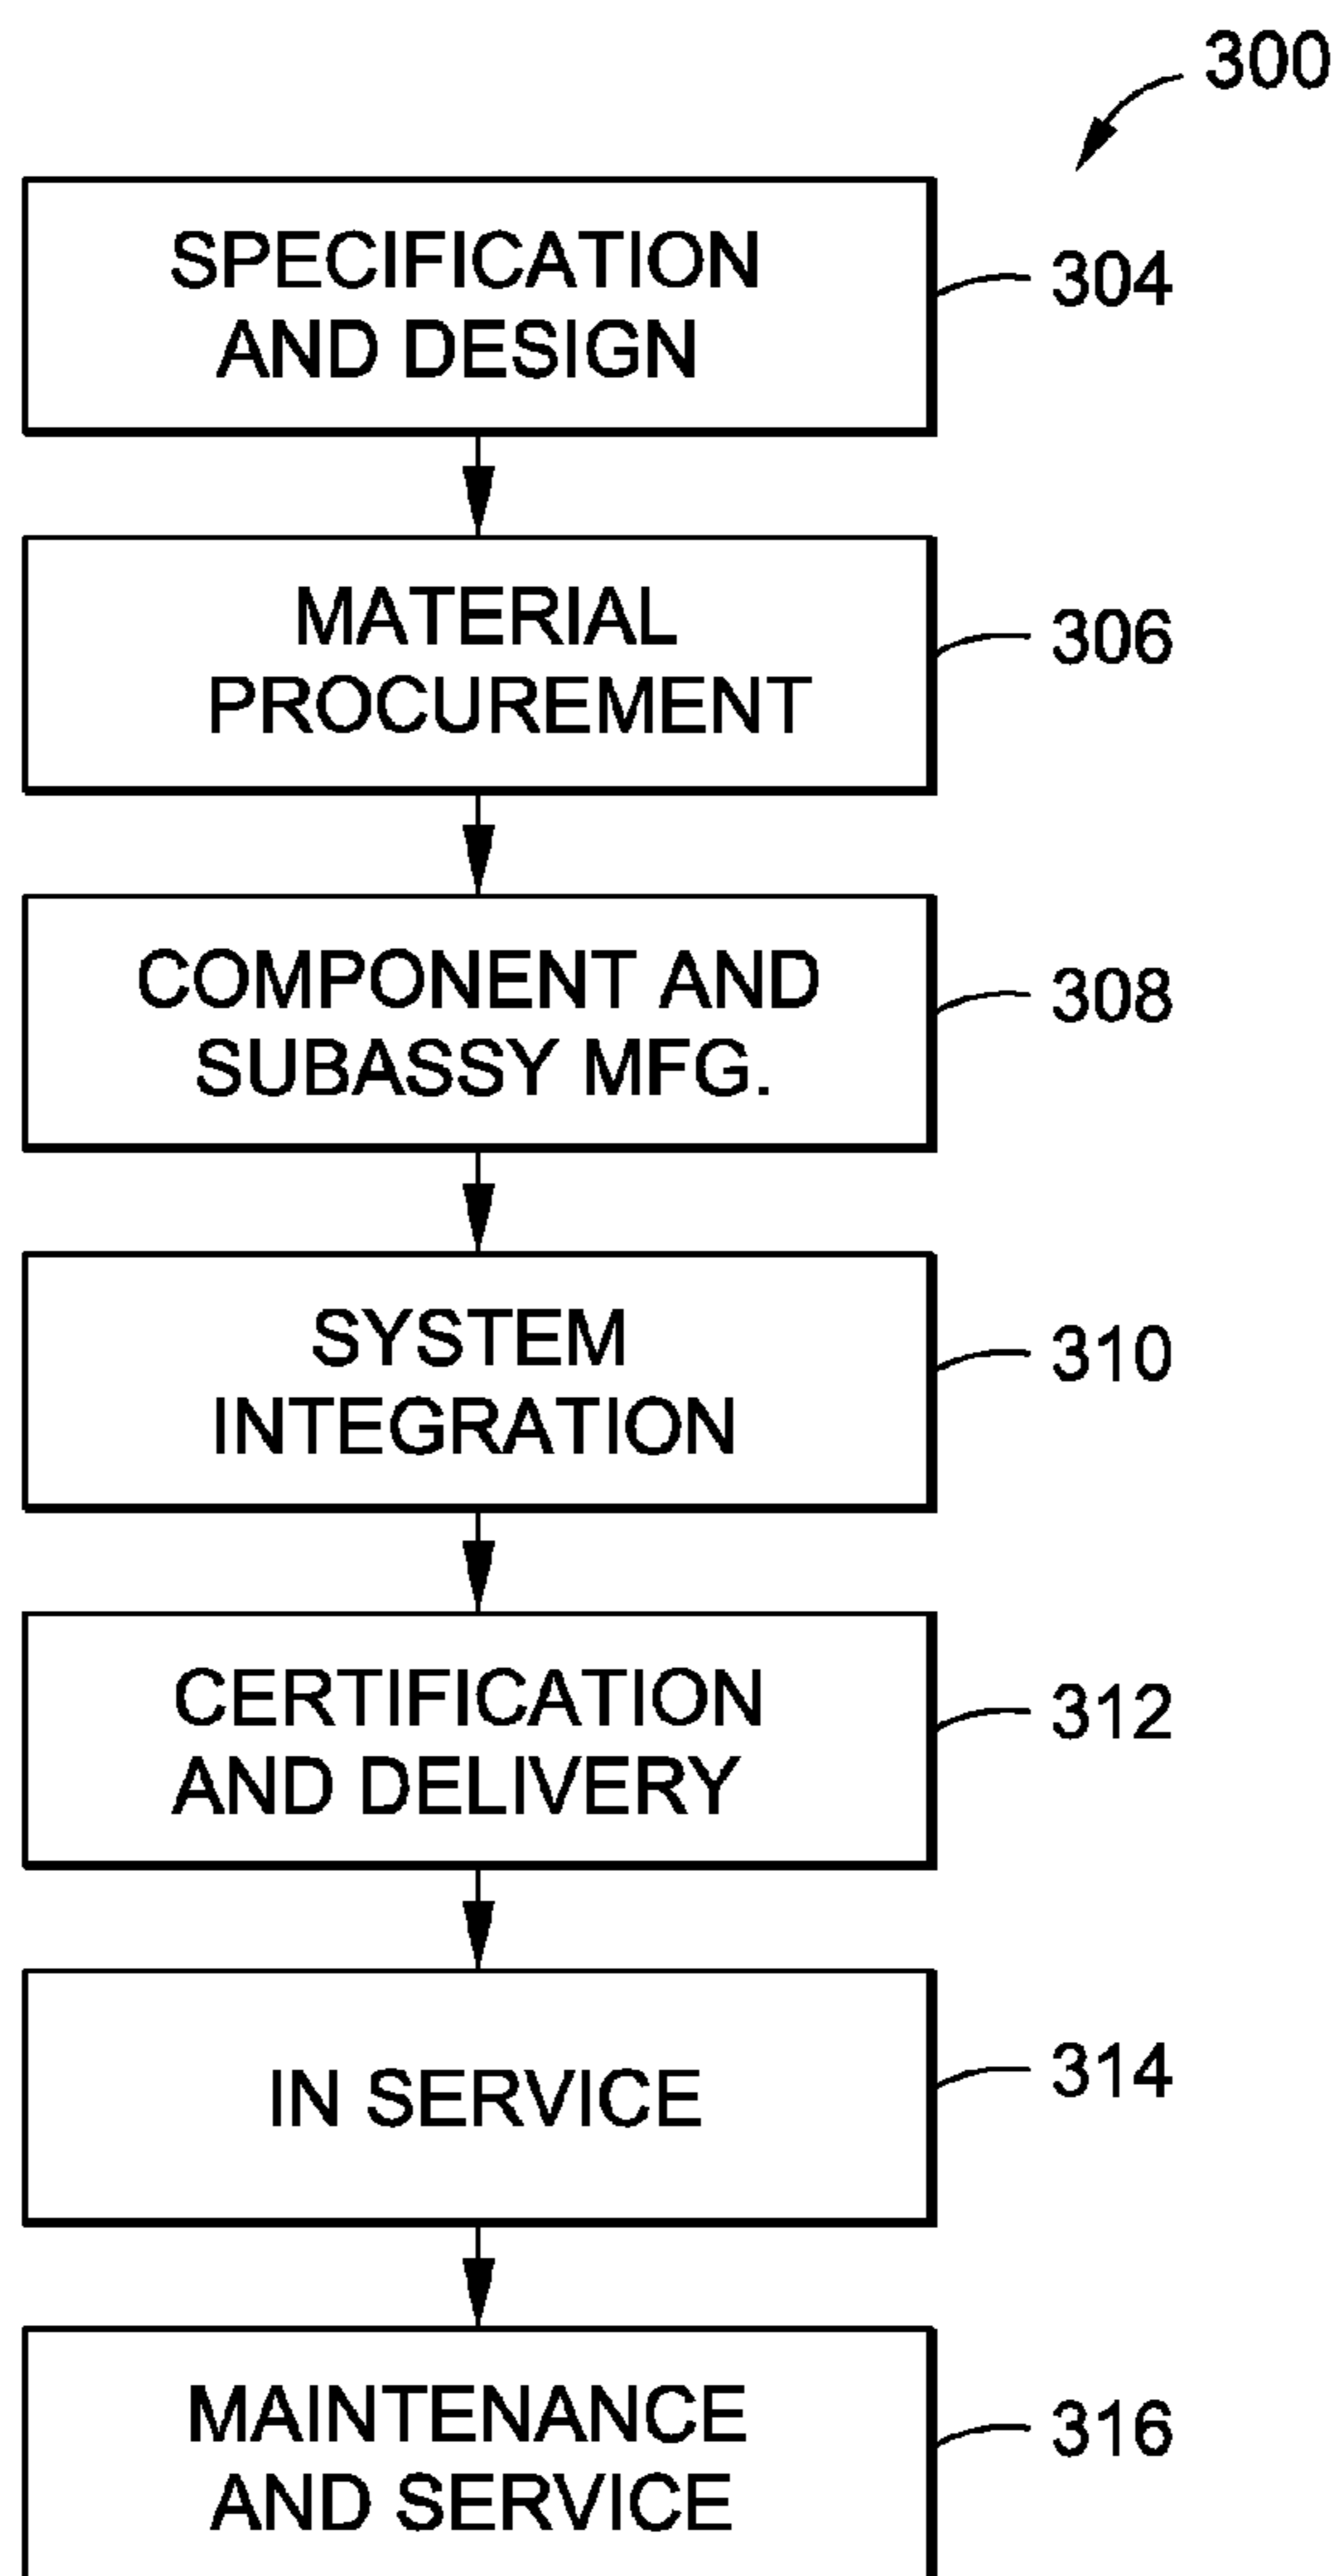 300
SPECIFICATION
AND DESIGN
304
MATERIAL
PROCUREMENT
306
COMPONENT AND
SUBASSY MFG.
308
SYSTEM
INTEGRATION
310
CERTIFICATION
AND DELIVERY
312
IN SERVICE
314
MAINTENANCE
AND SERVICE
316